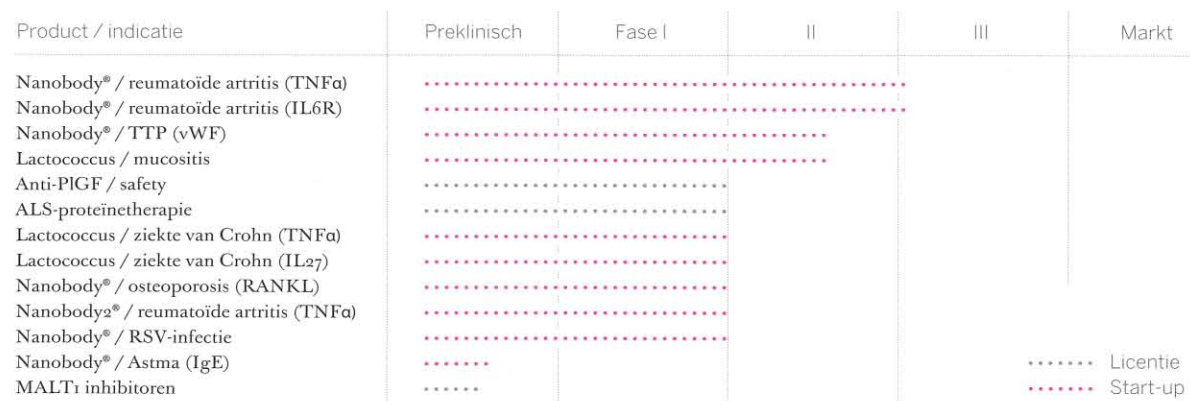 Product / indicatie Preklinisch Fase I II III Markt
Nanobody® / reumatoïde artritis (TNFα)
Nanobody® / reumatoïde artritis (IL6R)
Nanobody® / TTP (vWF)
Lactococcus / mucositis
Anti-PlGF / safety
ALS-proteïnetherapie
Lactococcus / ziekte van Crohn (TNFα)
Lactococcus / ziekte van Crohn (IL27)
Nanobody® / osteoporosis (RANKL)
Nanobody2® / reumatoïde artritis (TNFα)
Nanobody® / RSV-infectie
Nanobody® / Astma (IgE)
MALT1 inhibitoren
Licentie
Start-up